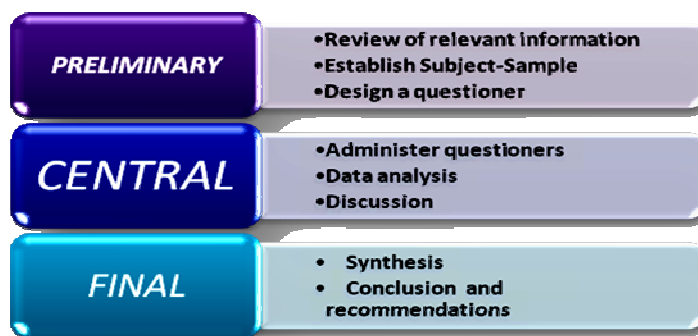 PRELIMINARY
•Review of relevant information
•Establish Subject-Sample
•Design a questioner
CENTRAL
•Administer questioners
•Data analysis
•Discussion
FINAL
• Synthesis
• Conclusion and
recommendations